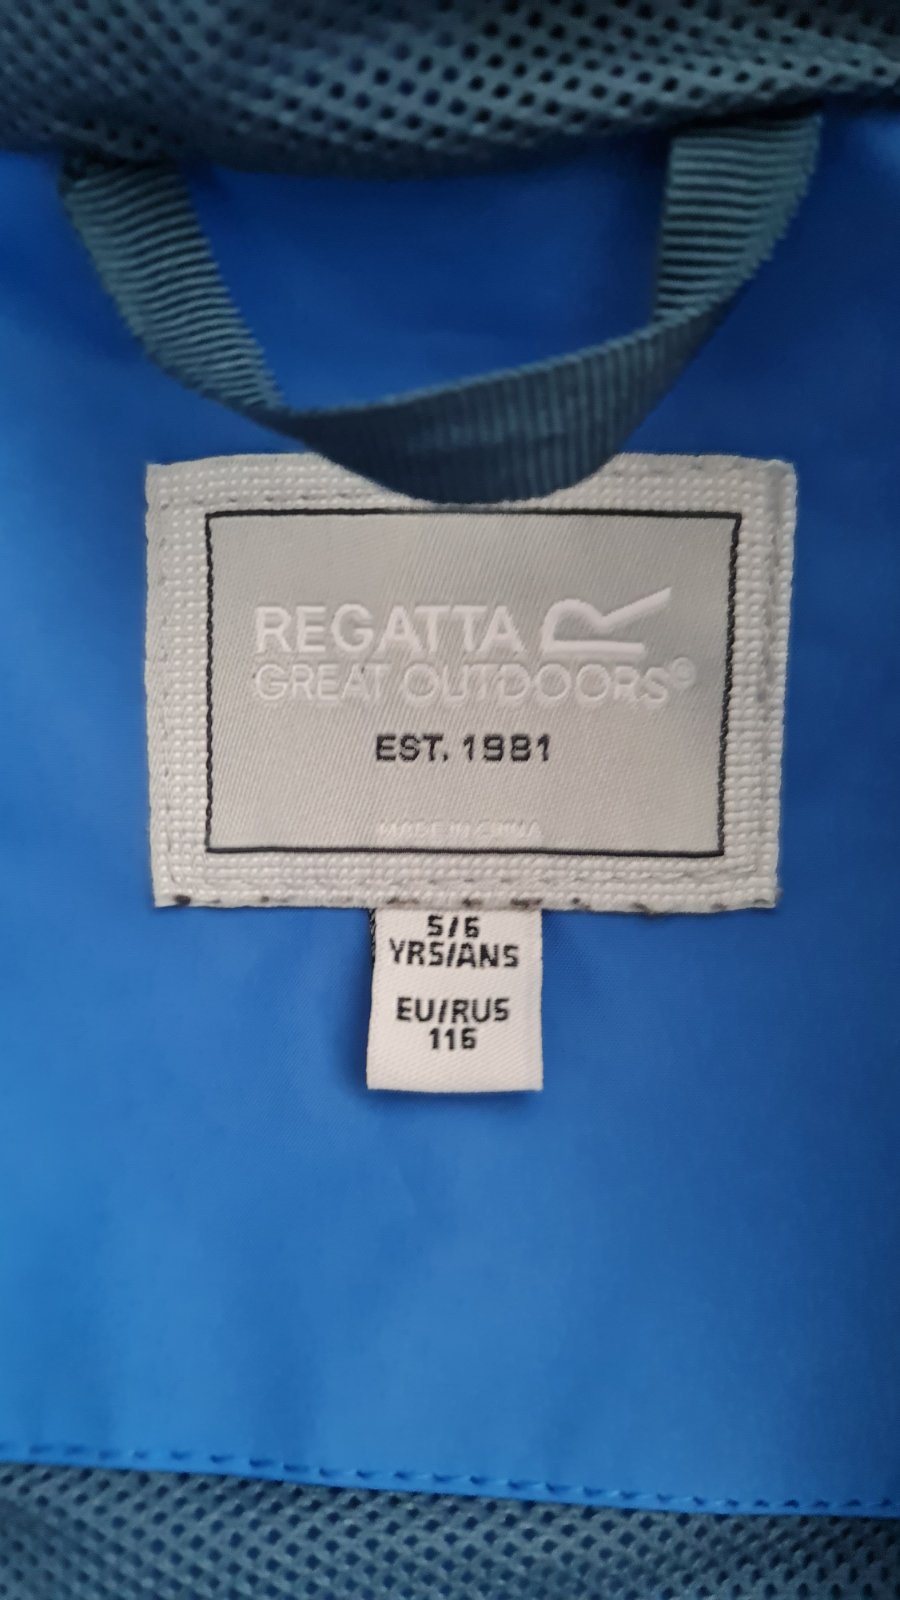 REGATTA R
GREAT OUTDOORS®
EST. 1981
MADE IN CHINA
5/6
YRS/ANS
EU/RUS
116